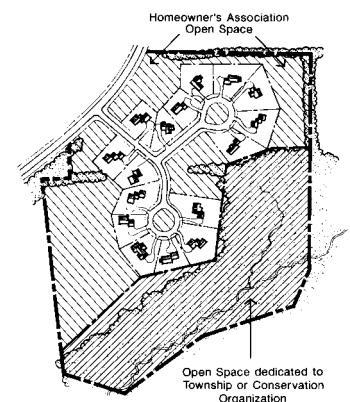 Homeowner's Association
Open Space
Open Space dedicated to
Township or Conservation
Organization